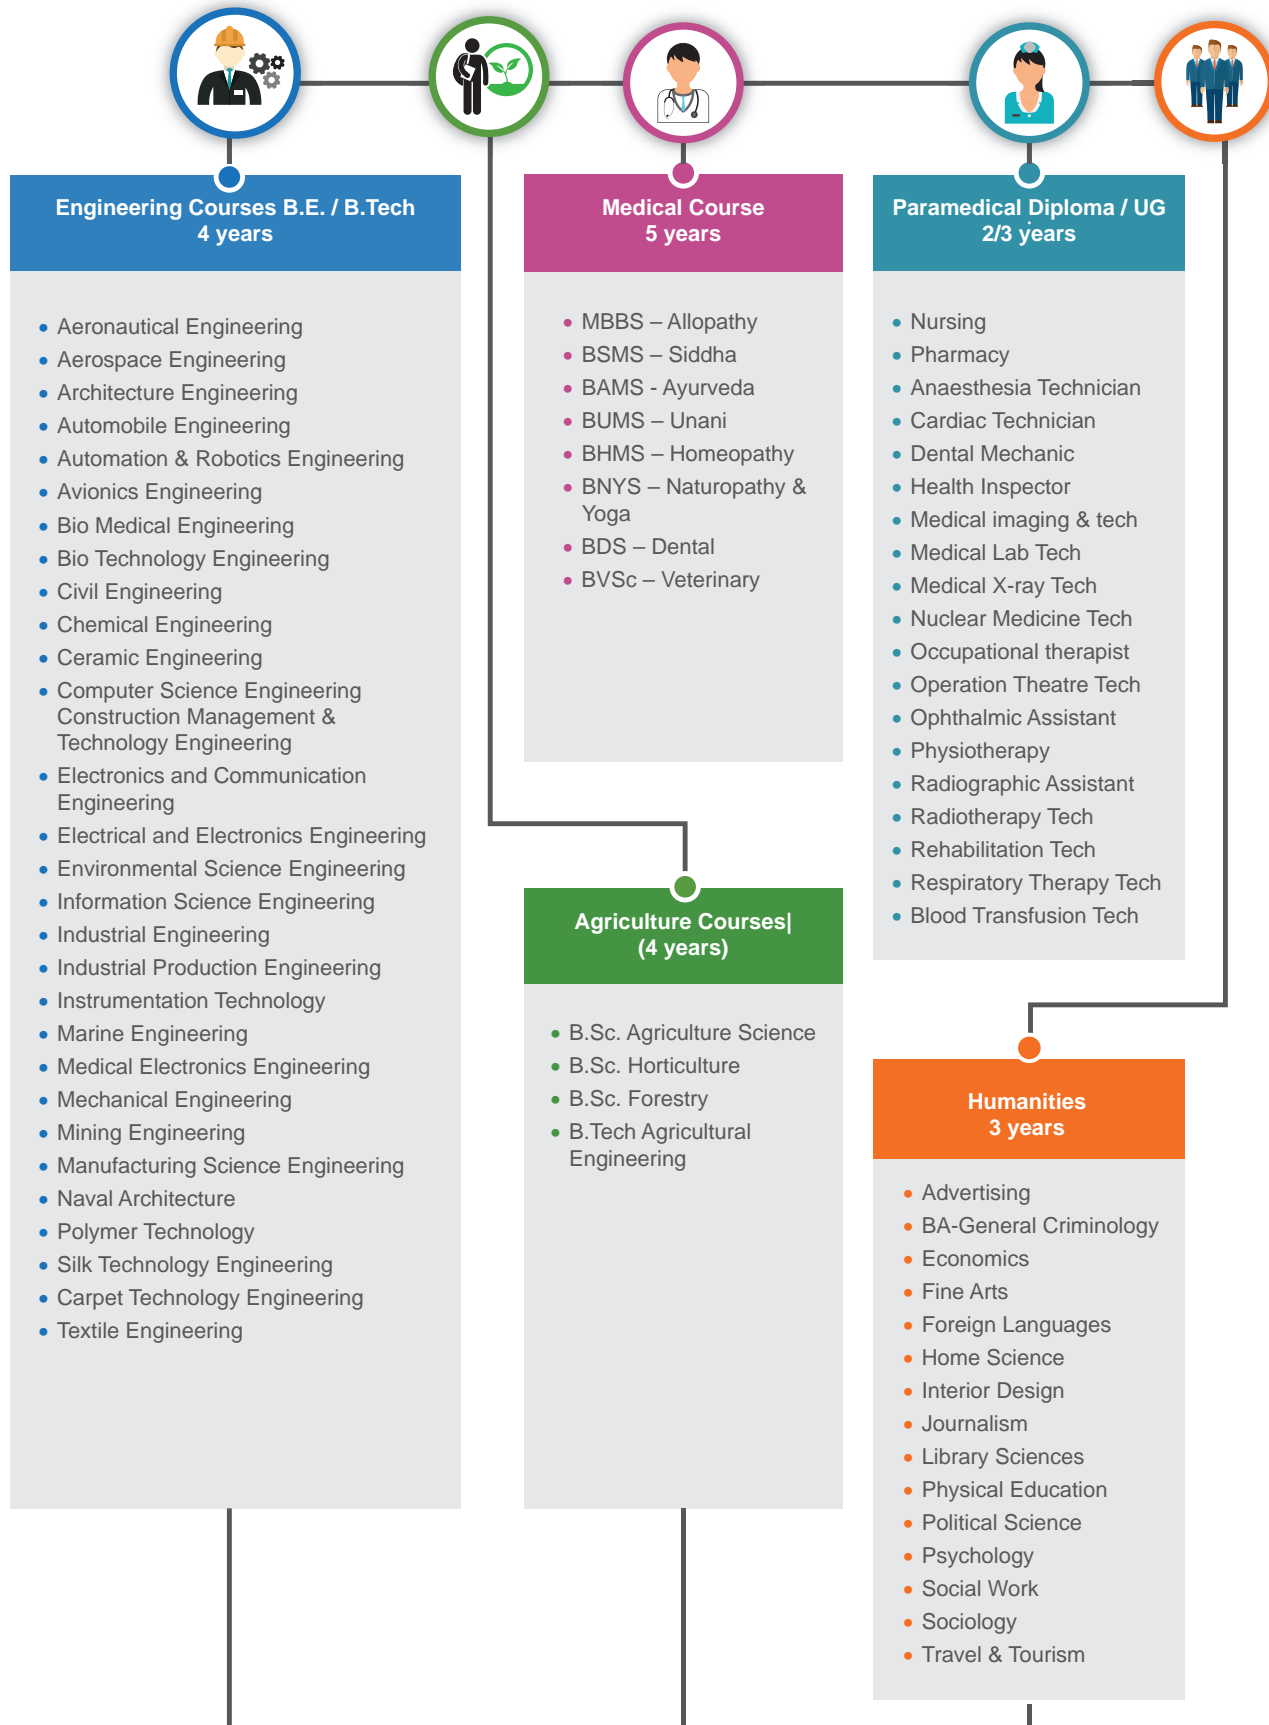 Engineering Courses B.E. / B.Tech
4 years
• Aeronautical Engineering
• Aerospace Engineering
• Architecture Engineering
• Automobile Engineering
• Automation & Robotics Engineering
• Avionics Engineering
• Bio Medical Engineering
• Bio Technology Engineering
• Civil Engineering
• Chemical Engineering
• Ceramic Engineering
• Computer Science Engineering
Construction Management &
Technology Engineering
• Electronics and Communication
Engineering
• Electrical and Electronics Engineering
• Environmental Science Engineering
• Information Science Engineering
• Industrial Engineering
• Industrial Production Engineering
• Instrumentation Technology
• Marine Engineering
• Medical Electronics Engineering
• Mechanical Engineering
• Mining Engineering
• Manufacturing Science Engineering
• Naval Architecture
• Polymer Technology
• Silk Technology Engineering
• Carpet Technology Engineering
• Textile Engineering
Medical Course
5 years
• MBBS – Allopathy
• BSMS – Siddha
• BAMS - Ayurveda
• BUMS – Unani
• BHMS – Homeopathy
• BNYS – Naturopathy &
Yoga
• BDS – Dental
• BVSc – Veterinary
Agriculture Courses|
(4 years)
• B.Sc. Agriculture Science
• B.Sc. Horticulture
• B.Sc. Forestry
• B.Tech Agricultural
Engineering
Paramedical Diploma / UG
2/3 years
• Nursing
• Pharmacy
• Anaesthesia Technician
• Cardiac Technician
• Dental Mechanic
• Health Inspector
• Medical imaging & tech
• Medical Lab Tech
• Medical X-ray Tech
• Nuclear Medicine Tech
• Occupational therapist
• Operation Theatre Tech
• Ophthalmic Assistant
• Physiotherapy
• Radiographic Assistant
• Radiotherapy Tech
• Rehabilitation Tech
• Respiratory Therapy Tech
• Blood Transfusion Tech
Humanities
3 years
• Advertising
• BA-General Criminology
• Economics
• Fine Arts
• Foreign Languages
• Home Science
• Interior Design
• Journalism
• Library Sciences
• Physical Education
• Political Science
• Psychology
• Social Work
• Sociology
• Travel & Tourism